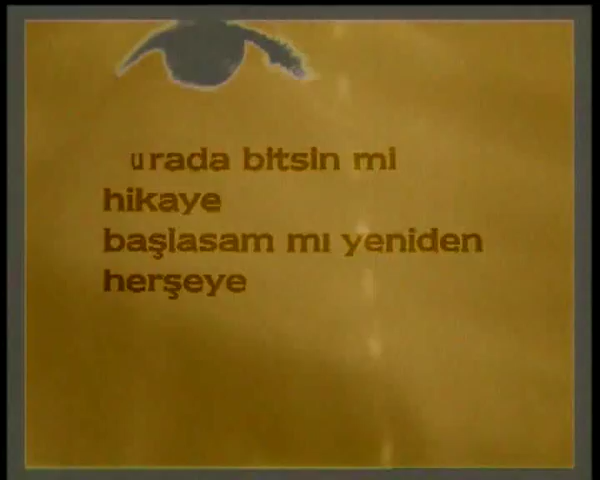 urada bitsin mi
hikaye
başlasam mı yeniden
herşeye